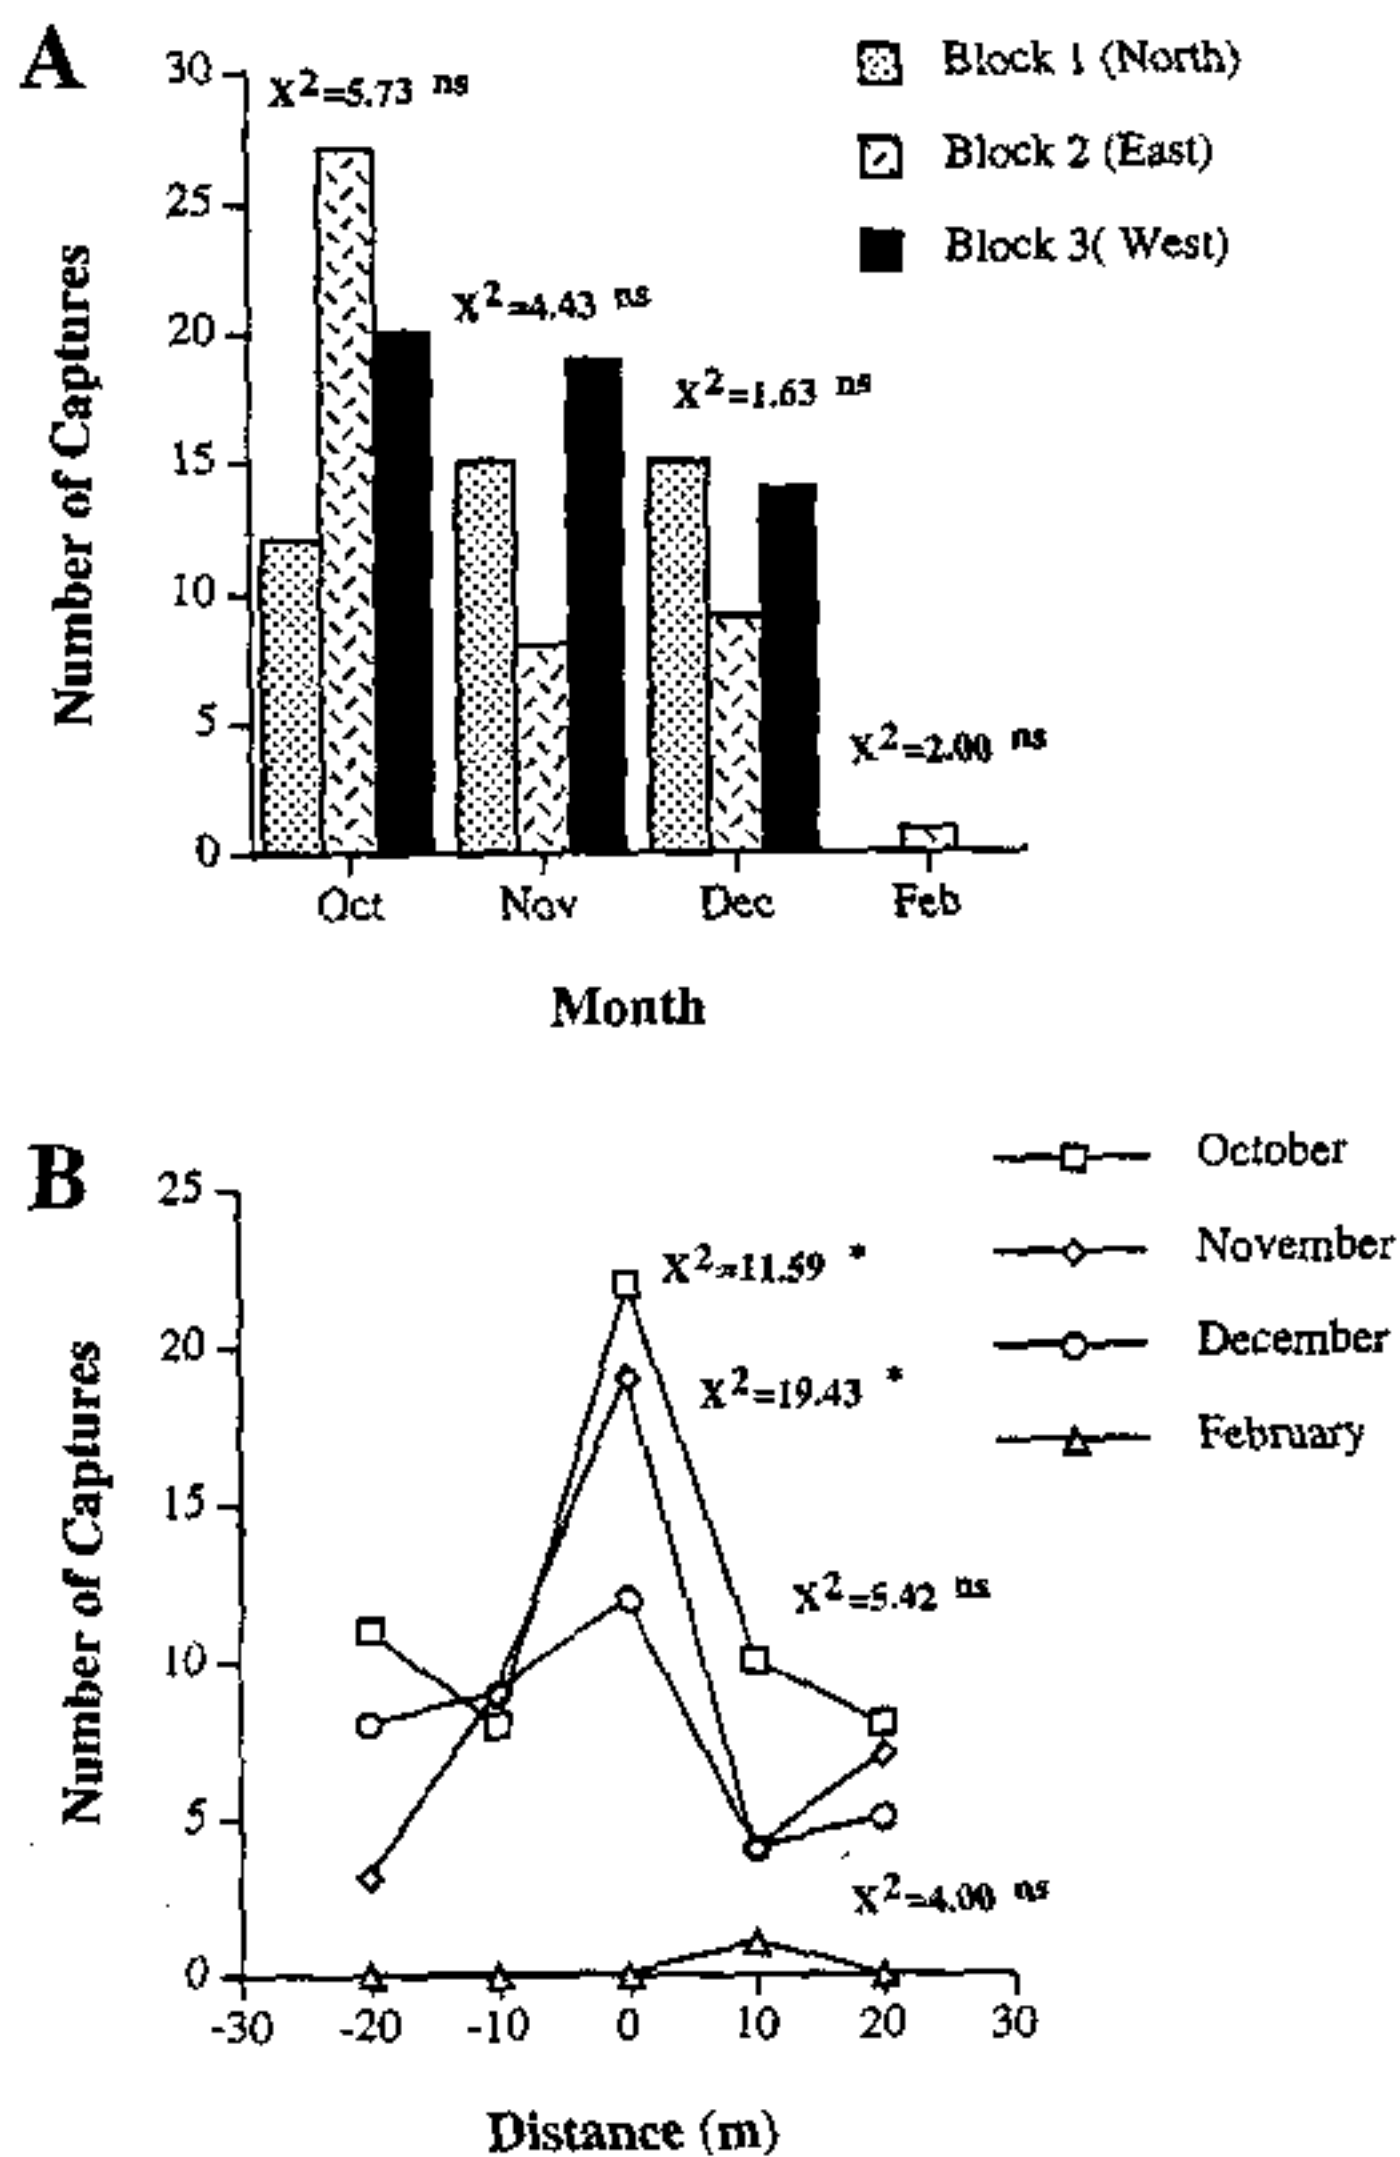 A
Block 1 (North)
Block 2 (East)
Block 3( West)
30
25
20
15
10
5
0
X2=5.73 ns
X2=4.43 ns
X2=1.63 ns
X2=2.00 ns
Number of Captures
Oct Nov Dec Feb
Month
B
October
November
December
February
25
20
15
10
5
0
X2=11.59 *
X2=19.43 *
X2=5.42 ns
X2=4.00 ns
Number of Captures
-30 -20 -10 0 10 20 30
Distance (m)